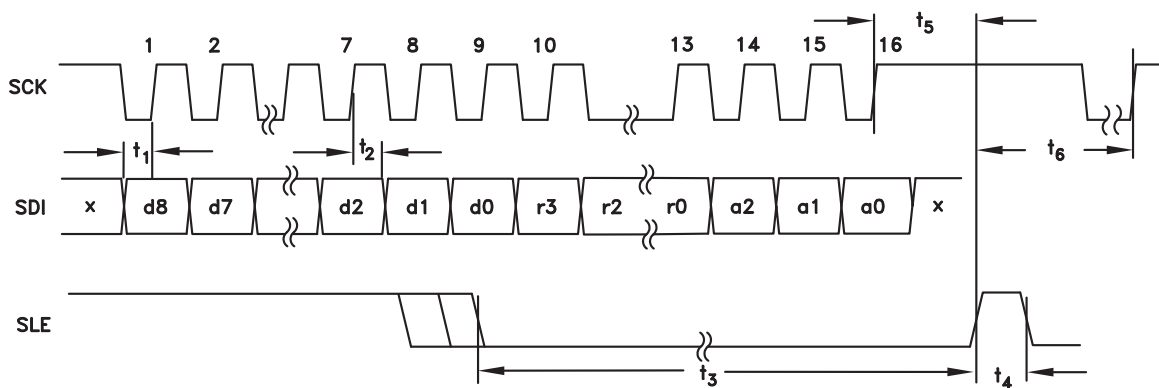 t5
1 2 7 8 9 10 13 14 15 16
SCK
t1 t2 t6
SDI x d8 d7 d2 d1 d0 r3 r2 r0 a2 a1 a0 x
SLE
t3 t4